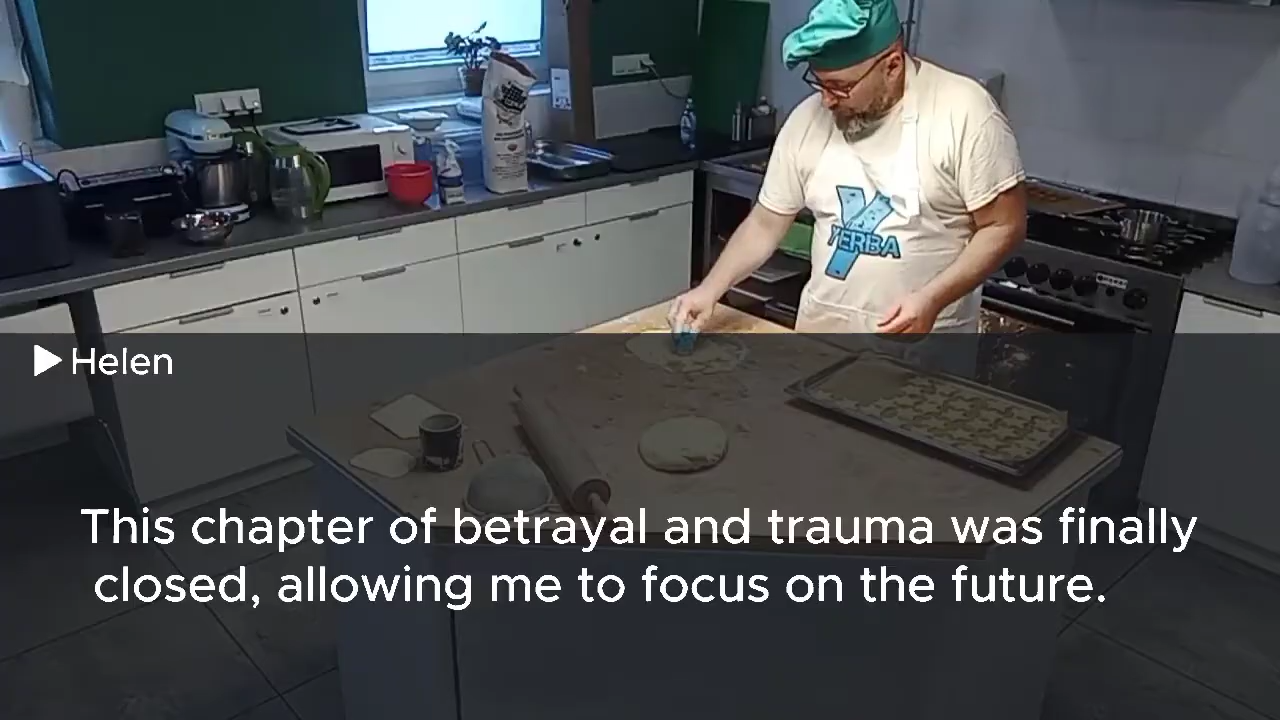 YERBA
Helen
This chapter of betrayal and trauma was finally
closed, allowing me to focus on the future.